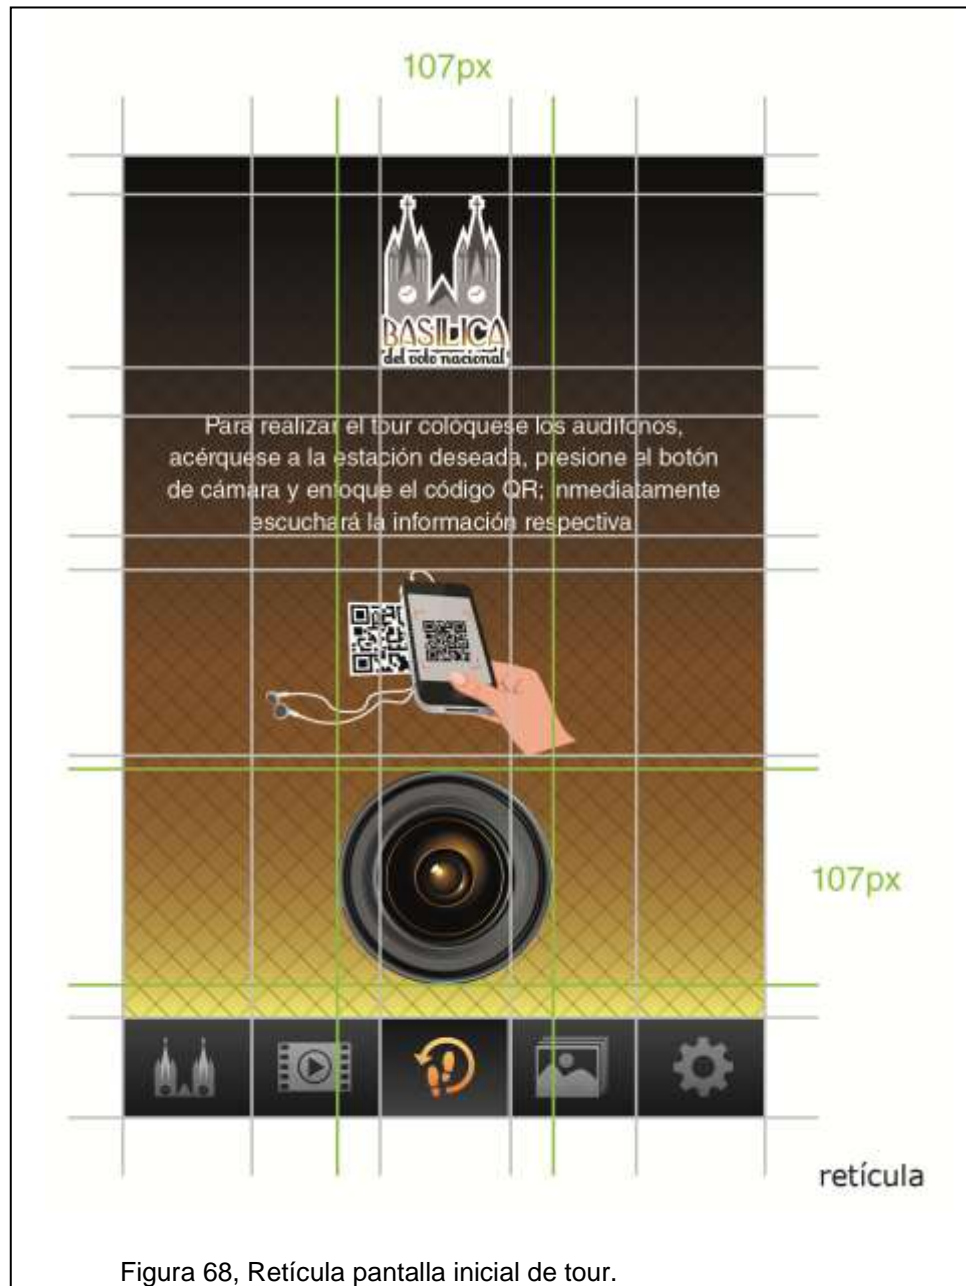 107px
BASÍLICA
del voto nacional
Para realizar el tour colóquese los audífonos,
acérquese a la estación deseada, presione el botón
de cámara y enfoque el código QR; inmediatamente
escuchará la información respectiva.
107px
retícula
Figura 68, Retícula pantalla inicial de tour.